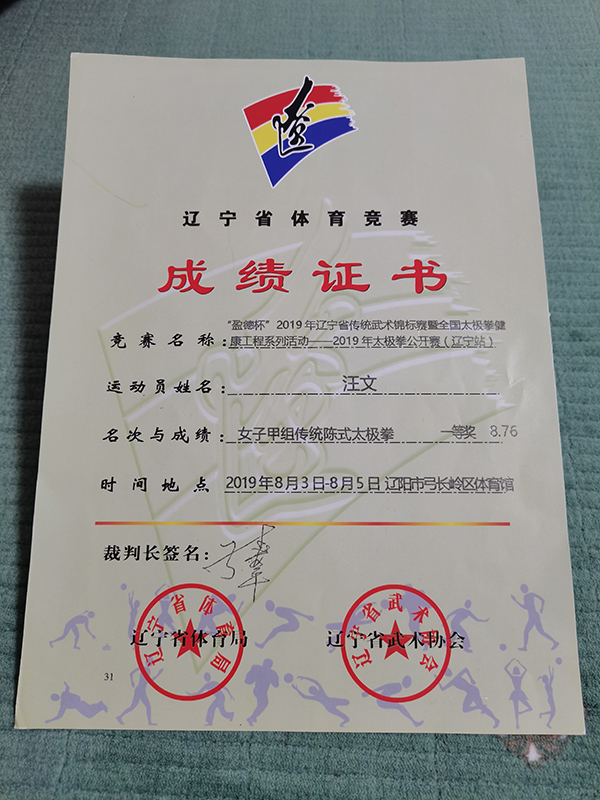 辽
辽宁省体育竞赛
成绩证书
竞赛名称:
“盈德杯”2019年辽宁省传统武术锦标赛暨全国太极拳健
康工程系列活动——2019年太极拳公开赛(辽宁站)
运动员姓名: 汪文
名次与成绩: 女子甲组传统陈式太极拳 一等奖 8.76
时间地点 2019年8月3日-8月5日 辽阳市弓长岭区体育馆
裁判长签名:
辽宁省体育局
辽宁省武术协会
辽宁省体育局
辽宁省武术协会
31